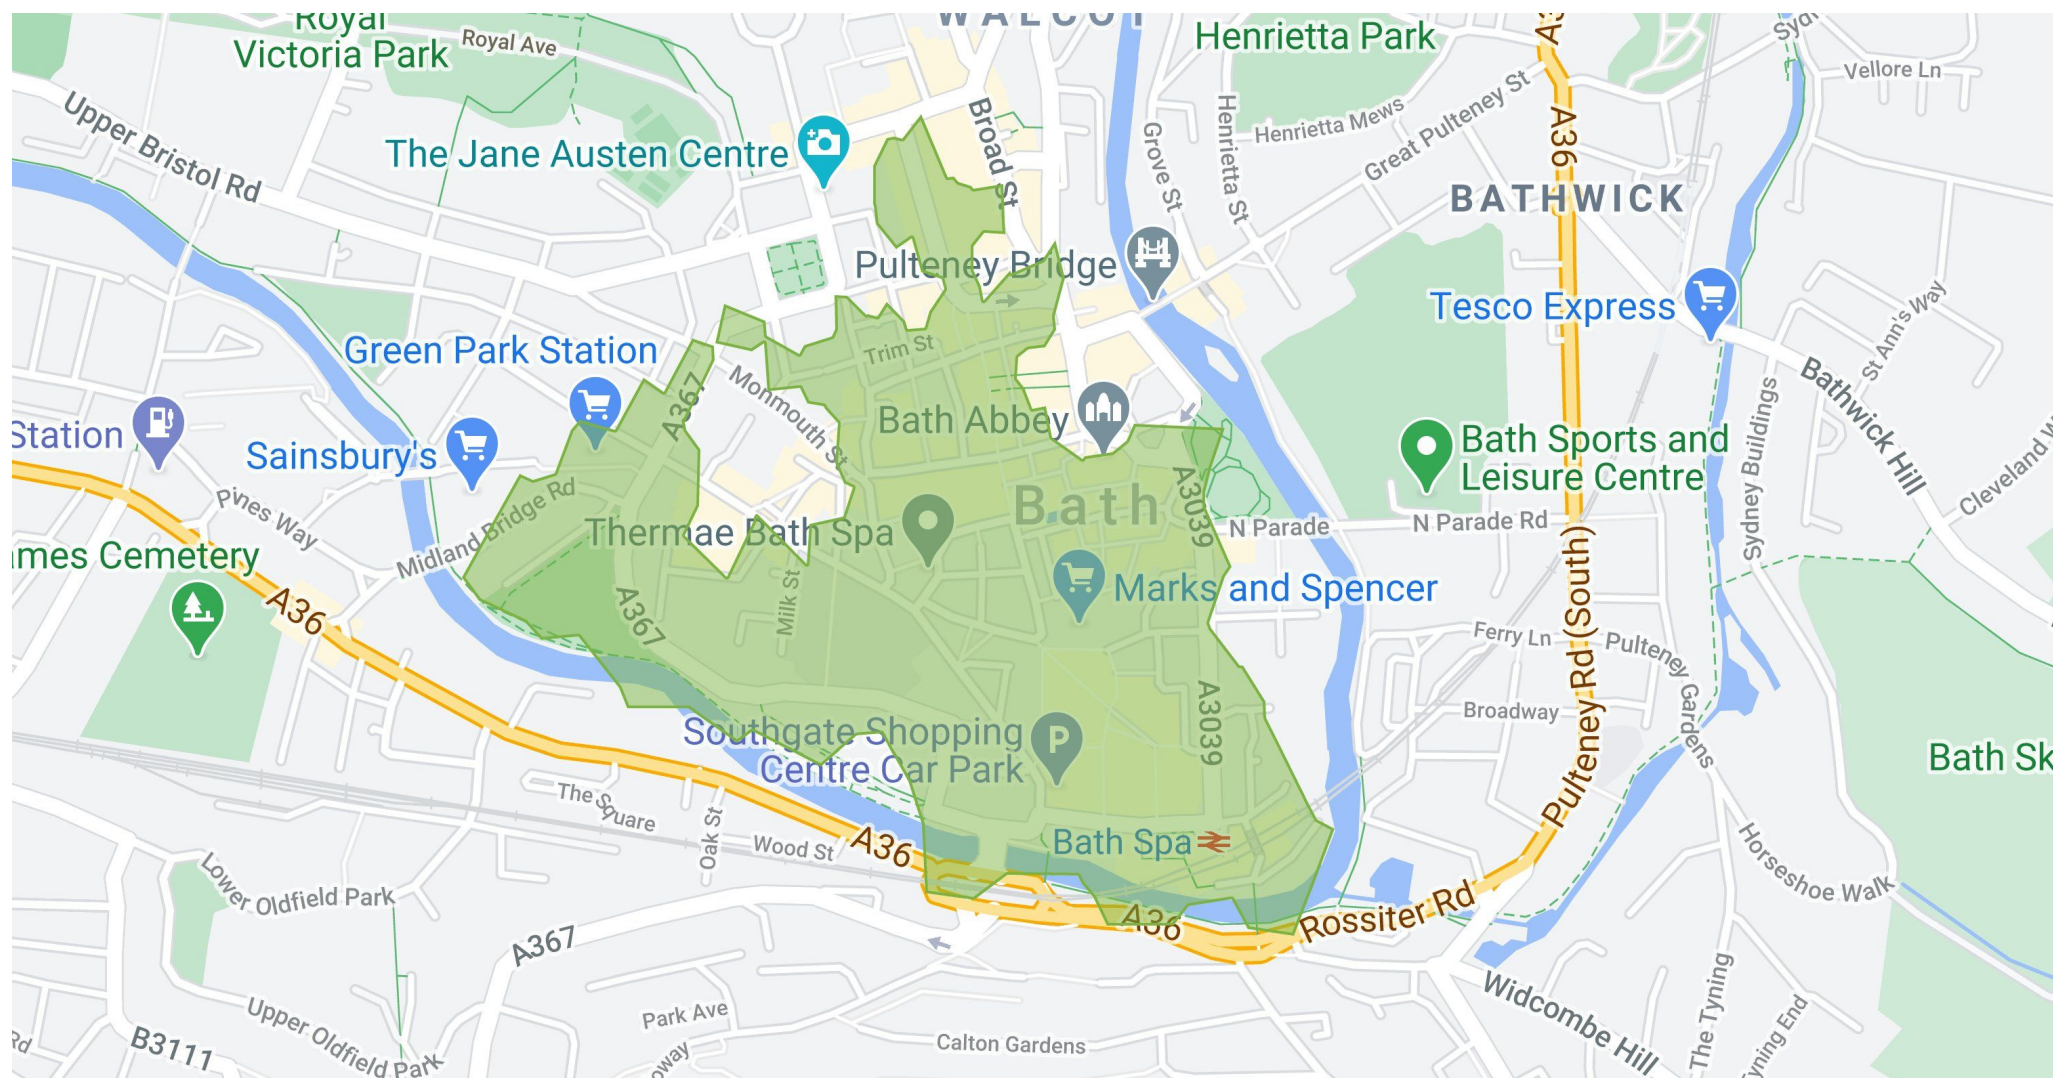 Royal
Victoria Park
Royal Ave
WALCOT
Henrietta Park
Vellore Ln
Upper Bristol Rd
The Jane Austen Centre
Broad St
Grove St
Henrietta St
Henrietta Mews
Great Pulteney St
A36
BATHWICK
Pulteney Bridge
Tesco Express
St Ann's Way
Green Park Station
Trim St
A367
Monmouth St
Bath Abbey
Bathwick Hill
Sydney Buildings
Station
Sainsbury's
Bath Sports and
Leisure Centre
Cleveland W
Pines Way
Midland Bridge Rd
Thermae Bath Spa
Bath
A3039
N Parade
N Parade Rd
ames Cemetery
A36
A367
Milk St
Marks and Spencer
Ferry Ln
Pulteney Gardens
Pulteney Rd (South)
Broadway
A3039
Southgate Shopping
Centre Car Park
P
Bath Sk
The Square
Oak St
Wood St
A36
Bath Spa
Horseshoe Walk
Lower Oldfield Park
A367
A36
Rossiter Rd
Widcombe Hill
The Tyning
yning End
Park Ave
Calton Gardens
oway
Upper Oldfield Park
B3111
Rd